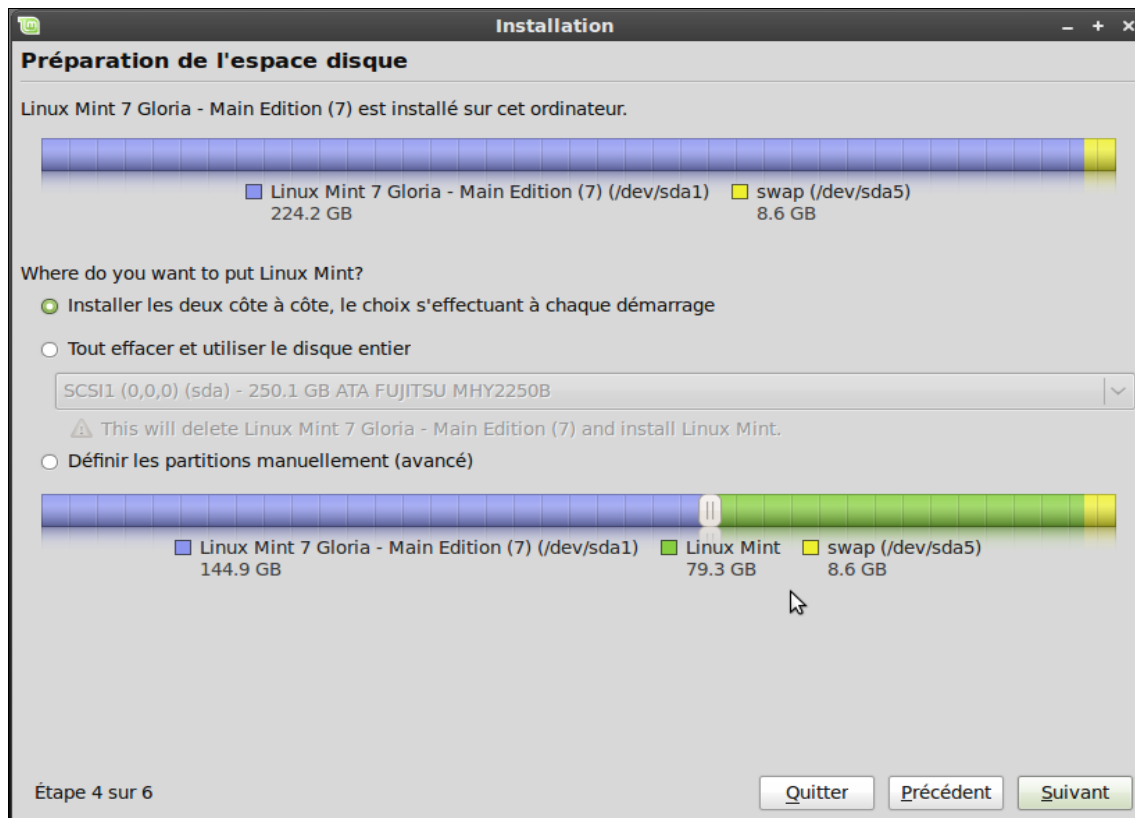 Installation
Préparation de l'espace disque
Linux Mint 7 Gloria - Main Edition (7) est installé sur cet ordinateur.
Linux Mint 7 Gloria - Main Edition (7) (/dev/sda1) swap (/dev/sda5)
224.2 GB 8.6 GB
Where do you want to put Linux Mint?
Installer les deux côte à côte, le choix s'effectuant à chaque démarrage
Tout effacer et utiliser le disque entier
SCSI1 (0,0,0) (sda) - 250.1 GB ATA FUJITSU MHY2250B
This will delete Linux Mint 7 Gloria - Main Edition (7) and install Linux Mint.
Définir les partitions manuellement (avancé)
Linux Mint 7 Gloria - Main Edition (7) (/dev/sda1) Linux Mint swap (/dev/sda5)
144.9 GB 79.3 GB 8.6 GB
Étape 4 sur 6 Quitter Précédent Suivant